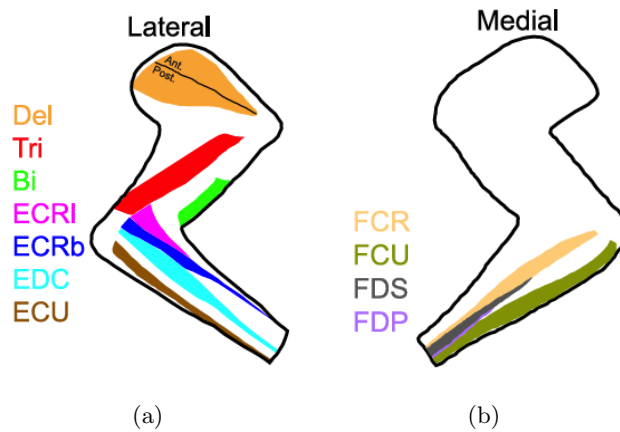 Lateral
Ant.
Post.
Del
Tri
Bi
ECRl
ECRb
EDC
ECU
(a)
Medial
FCR
FCU
FDS
FDP
(b)